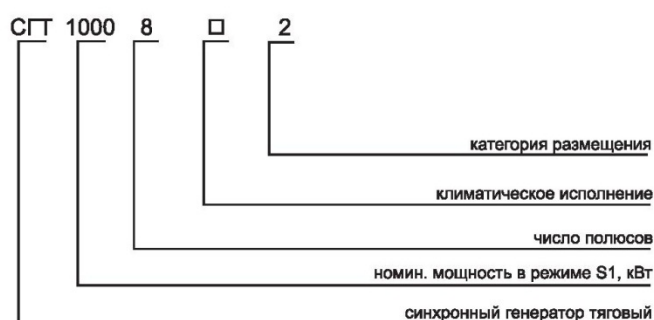 СГТ 1000 8 □ 2
категория размещения
климатическое исполнение
число полюсов
номин. мощность в режиме S1, кВт
синхронный генератор тяговый